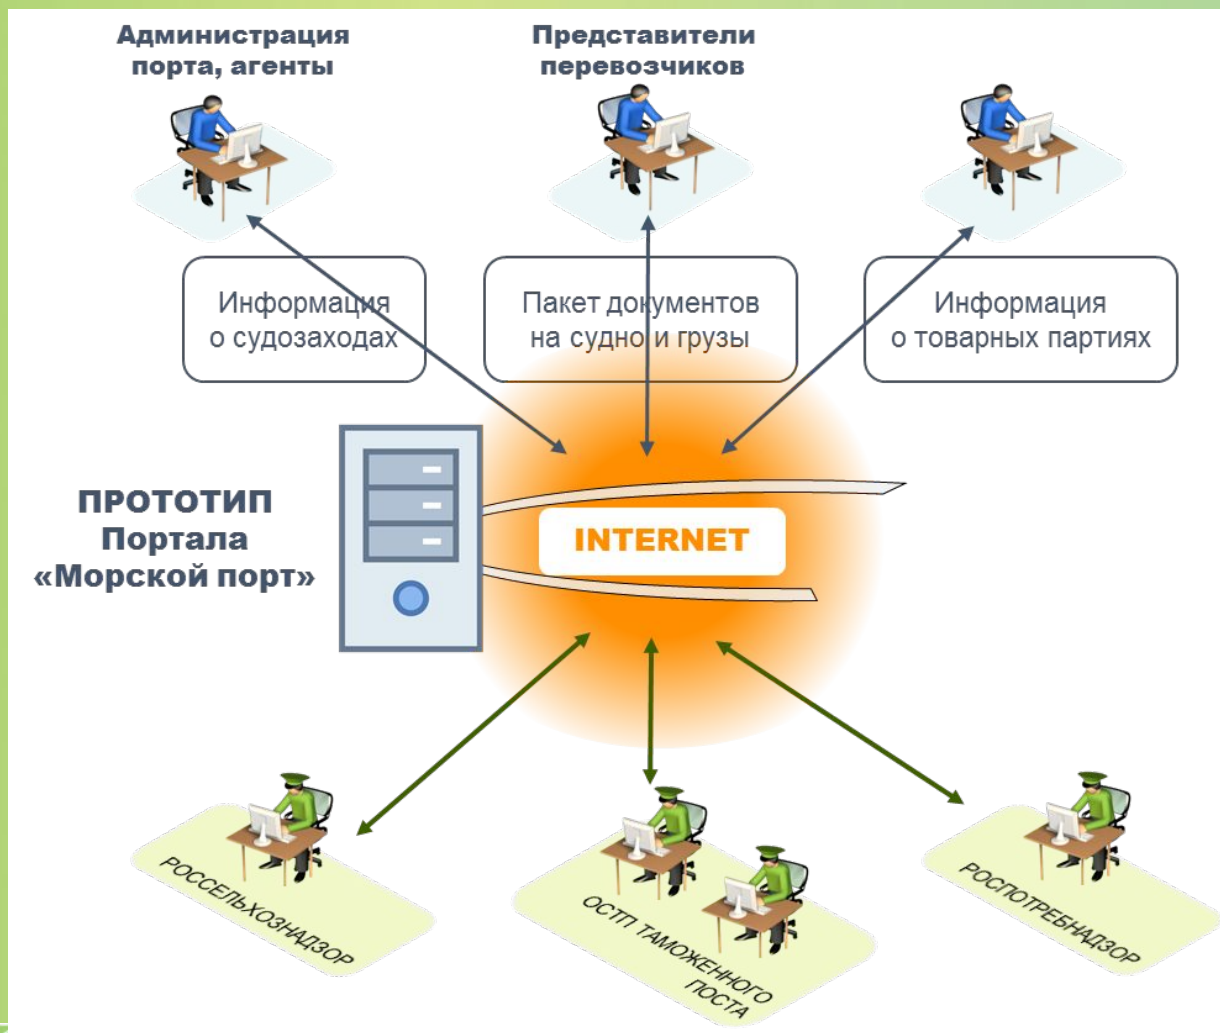 Администрация
порта, агенты
Представители
перевозчиков
Информация
о судозаходах
Пакет документов
на судно и грузы
Информация
о товарных партиях
ПРОТОТИП
Портала
«Морской порт»
INTERNET
РОССЕЛЬХОЗНАДЗОР
ОСТП ТАМОЖЕННОГО
ПОСТА
РОСПОТРЕБНАДЗОР